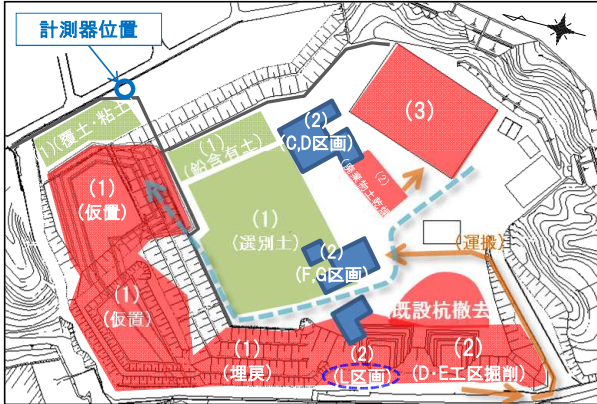 計測器位置
(1)(覆土・粘土)
(1)
(鉛含有土)
(2)
(C,D区画)
(3)
(2)
(1)
(仮置)
(1)
(選別土)
(2)
(F,G区画)
(運搬)
(1)
(仮置)
既設杭撤去
(1)
(埋戻)
(2)
(L区画)
(2)
(D・E工区掘削)